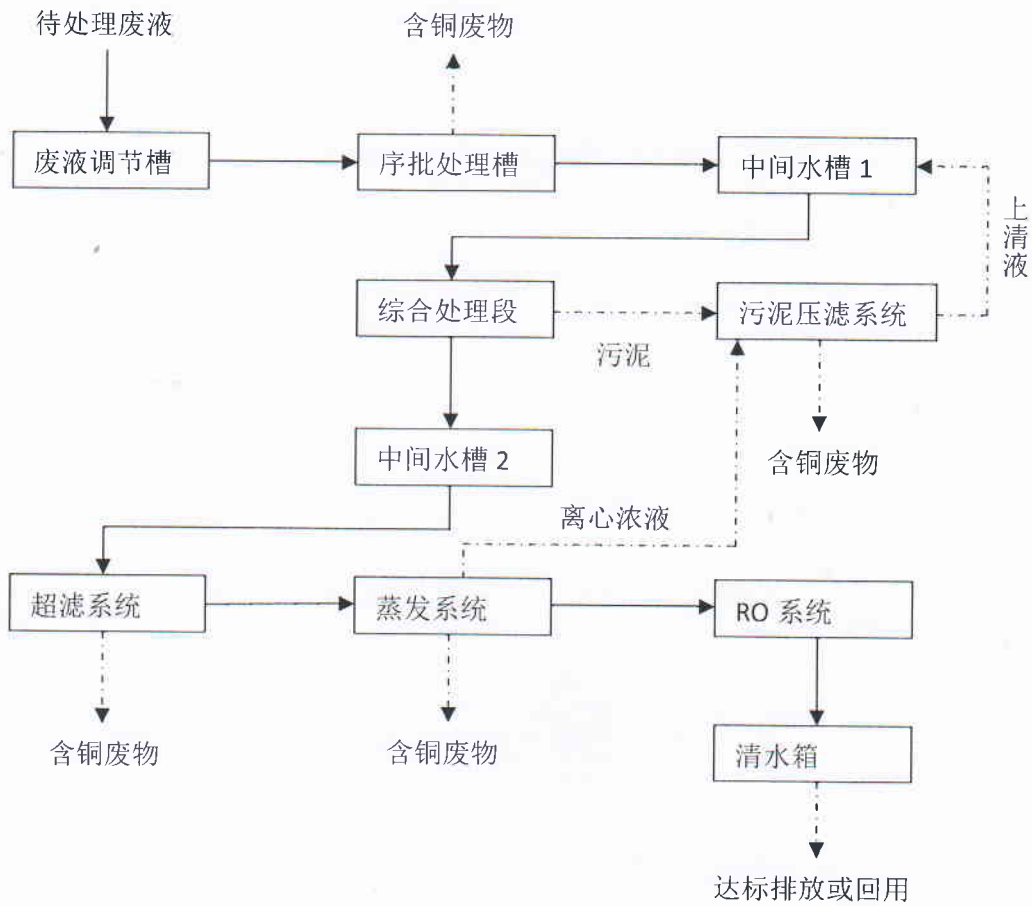 待处理废液
含铜废物
废液调节槽
序批处理槽
中间水槽 1
上清液
综合处理段
污泥压滤系统
污泥
中间水槽 2
含铜废物
离心浓液
超滤系统
蒸发系统
RO 系统
含铜废物
含铜废物
清水箱
达标排放或回用